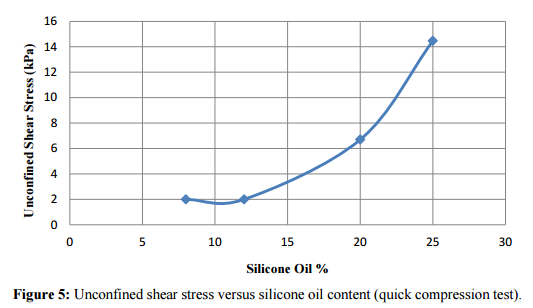 16
14
12
10
8
6
4
2
0
Unconfined Shear Stress (kPa)
0 5 10 15 20 25 30
Silicone Oil %
Figure 5: Unconfined shear stress versus silicone oil content (quick compression test).